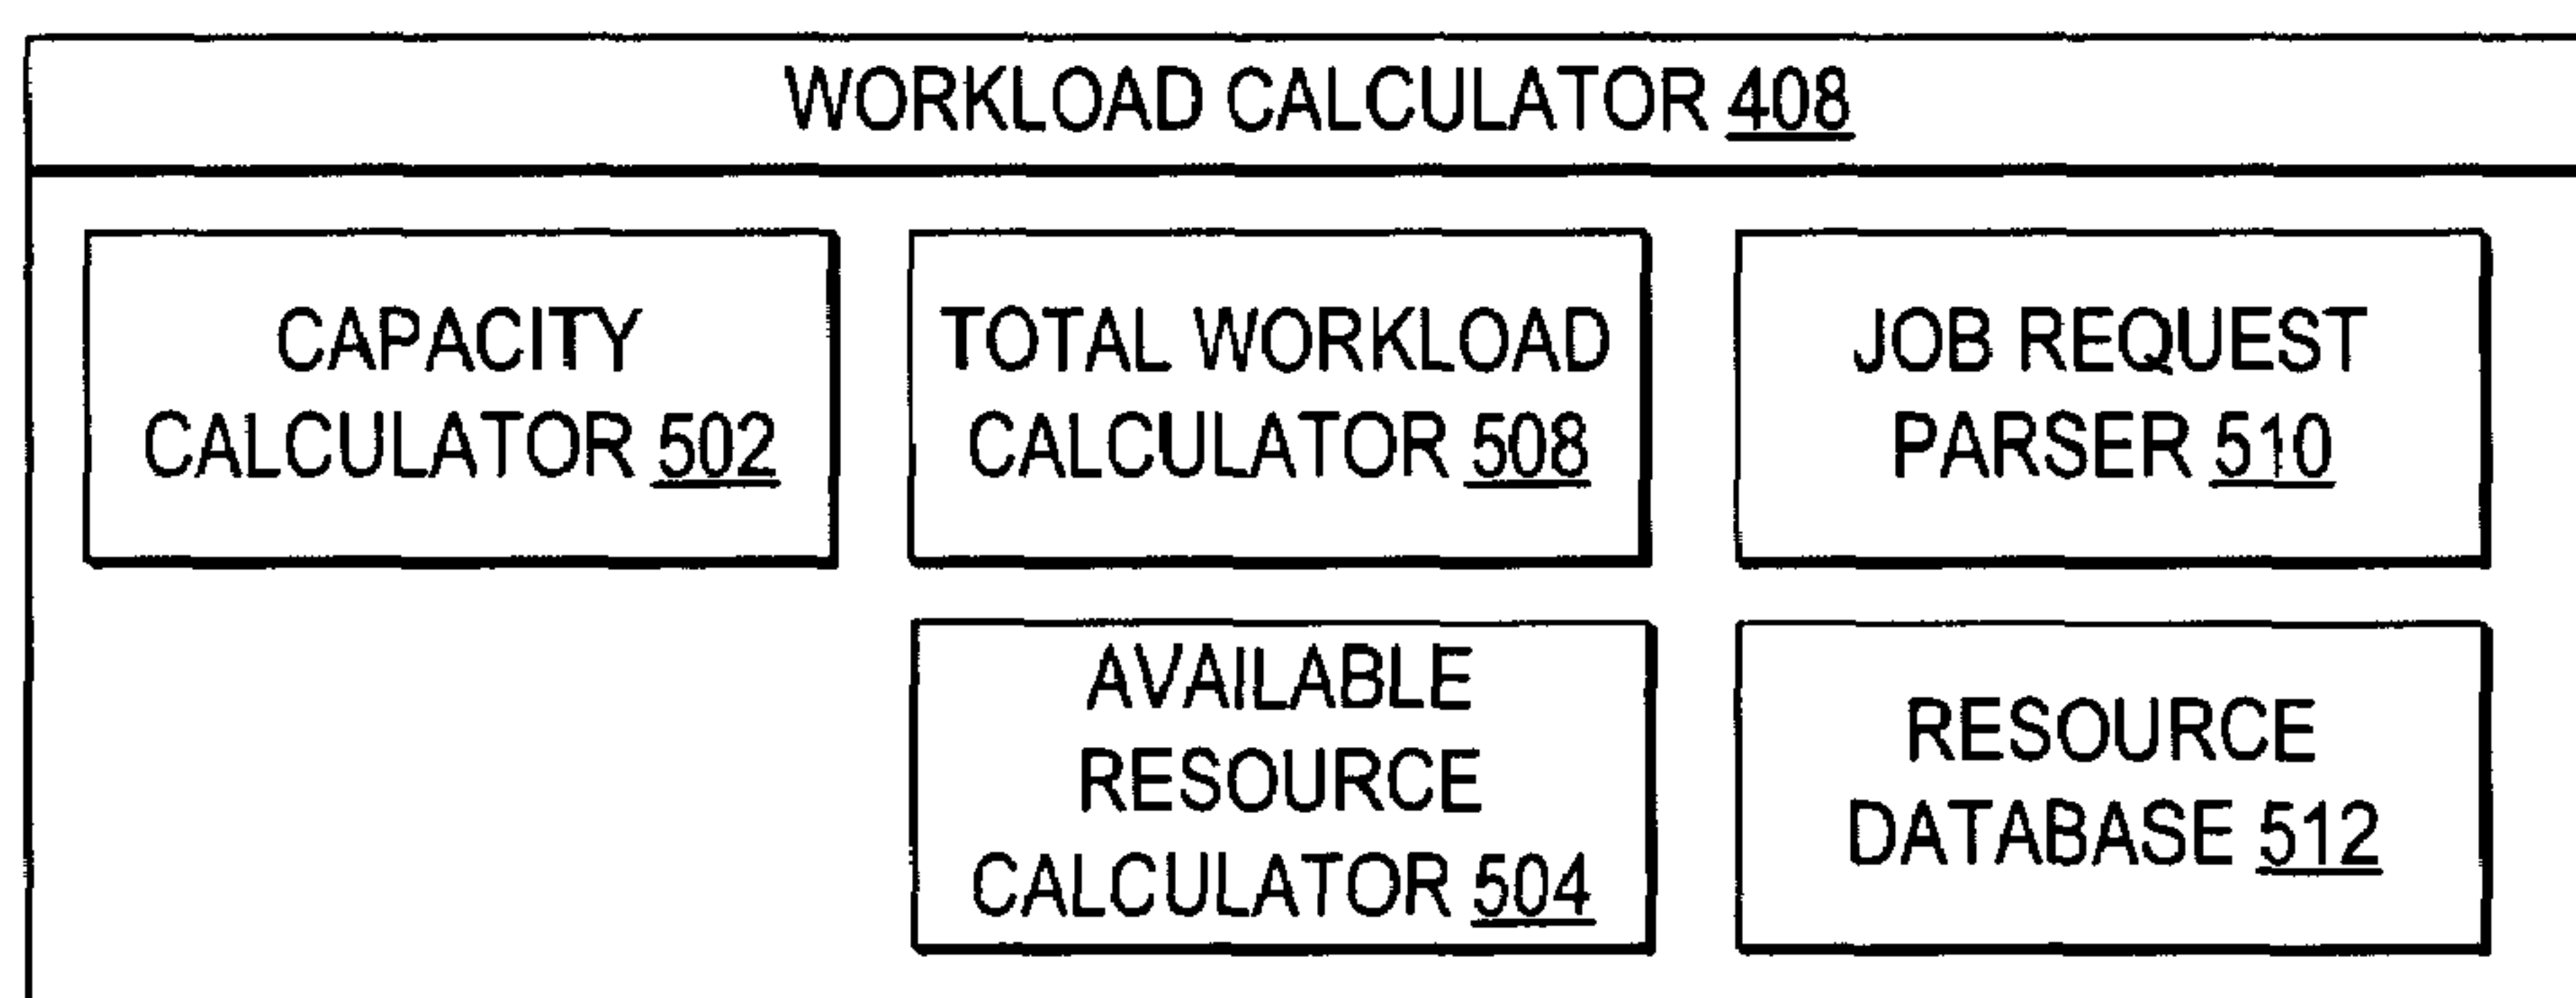 WORKLOAD CALCULATOR 408
CAPACITY
CALCULATOR 502
TOTAL WORKLOAD
CALCULATOR 508
JOB REQUEST
PARSER 510
AVAILABLE
RESOURCE
CALCULATOR 504
RESOURCE
DATABASE 512